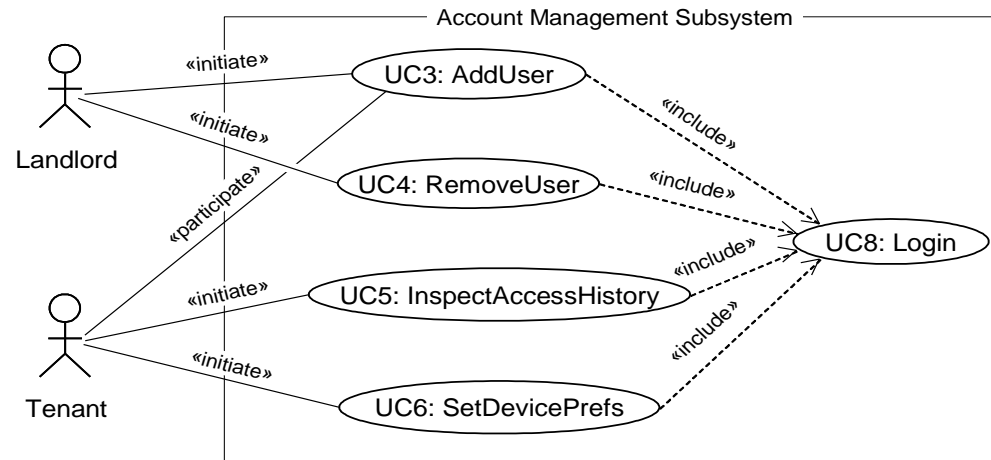 Account Management Subsystem
«initiate»
UC3: AddUser
«include»
Landlord
«initiate»
UC4: RemoveUser
«include»
«participate»
UC8: Login
«initiate»
UC5: InspectAccessHistory
«include»
Tenant
«initiate»
UC6: SetDevicePrefs
«include»